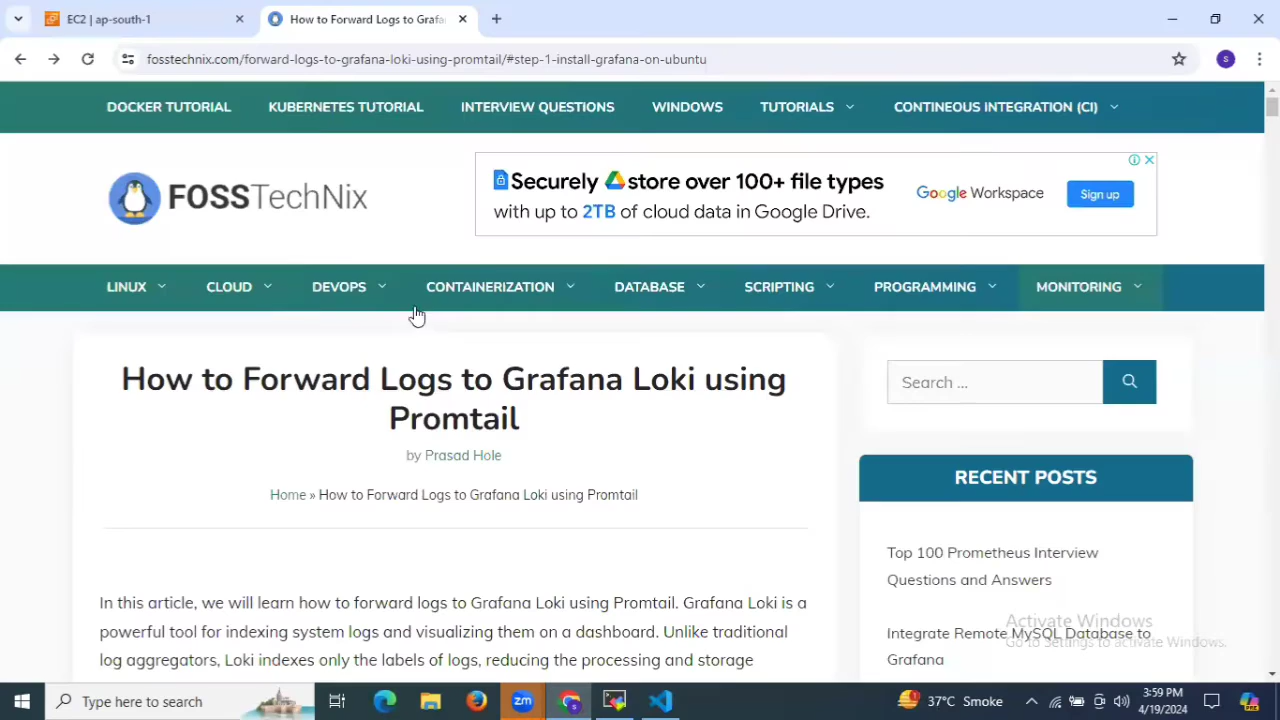 EC2 | ap-south-1
How to Forward Logs to Grafa
fosstechnix.com/forward-logs-to-grafana-loki-using-promtail/#step-1-install-grafana-on-ubuntu
S
DOCKER TUTORIAL KUBERNETES TUTORIAL INTERVIEW QUESTIONS WINDOWS TUTORIALS CONTINEOUS INTEGRATION (CI)
FOSSTechNix
Securely store over 100+ file types
with up to 2TB of cloud data in Google Drive.
Google Workspace
Sign up
LINUX CLOUD DEVOPS CONTAINERIZATION DATABASE SCRIPTING PROGRAMMING MONITORING
How to Forward Logs to Grafana Loki using
Promtail
by Prasad Hole
Home » How to Forward Logs to Grafana Loki using Promtail
In this article, we will learn how to forward logs to Grafana Loki using Promtail. Grafana Loki is a
powerful tool for indexing system logs and visualizing them on a dashboard. Unlike traditional
log aggregators, Loki indexes only the labels of logs, reducing the processing and storage
Search ...
RECENT POSTS
Top 100 Prometheus Interview
Questions and Answers
Integrate Remote MySQL Database to
Grafana
Activate Windows
Go to Settings to activate Windows.
Type here to search
zm
37°C Smoke
3:59 PM
4/19/2024